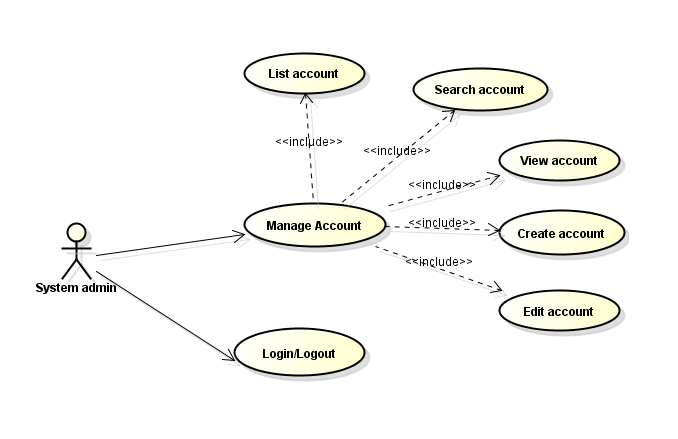 List account
Search account
<<include>>
<<include>>
View account
<<include>>
Manage Account
<<include>>
Create account
<<include>>
System admin
Edit account
Login/Logout